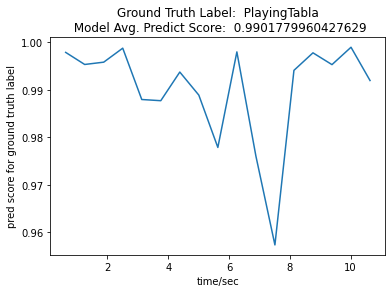 Ground Truth Label:  PlayingTabla
Model Avg. Predict Score:  0.9901779960427629
1.00
0.99
0.98
0.97
0.96
pred score for ground truth label
2
4
6
8
10
time/sec